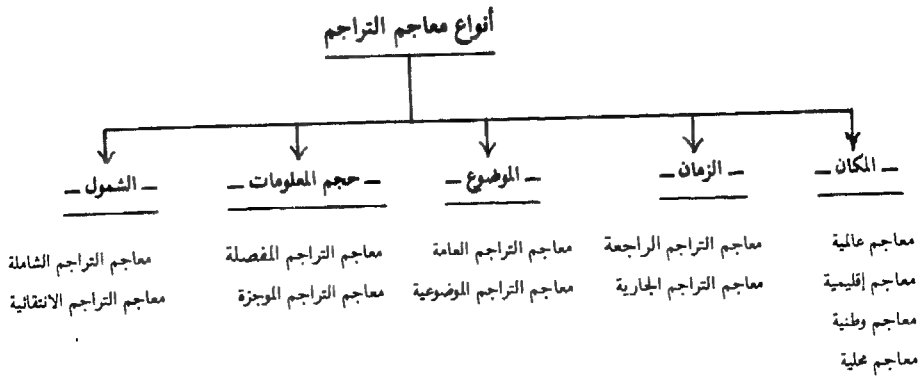 أنواع معاجم التراجم
ـ المكان ـ
ـ الزمان ـ
ـ الموضوع ـ
ـ حجم المعلومات ـ
ـ الشمول ـ
معاجم عالمية
معاجم إقليمية
معاجم وطنية
معاجم محلية
معاجم التراجم الراجعة
معاجم التراجم الجارية
معاجم التراجم العامة
معاجم التراجم الموضوعية
معاجم التراجم المفصلة
معاجم التراجم الموجزة
معاجم التراجم الشاملة
معاجم التراجم الانتقائية